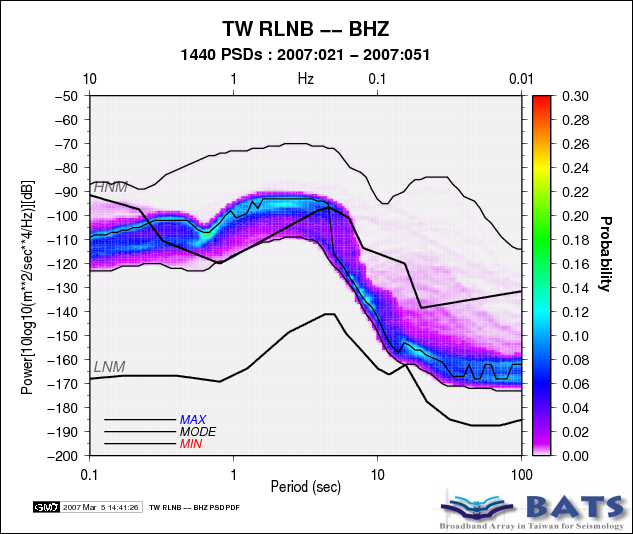 TW RLNB −− BHZ
1440 PSDs : 2007:021 − 2007:051
10 1 Hz 0.1 0.01
−50
−60
−70
−80
−90
−100
−110
−120
−130
−140
−150
−160
−170
−180
−190
−200
Power[10log10(m**2/sec**4/Hz)][dB]
HNM
LNM
MAX
MODE
MIN
0.1 1 10 100
Period (sec)
0.30
0.28
0.26
0.24
0.22
0.20
0.18
0.16
0.14
0.12
0.10
0.08
0.06
0.04
0.02
0.00
Probability
GMT 2007 Mar 5 14:41:26 TW RLNB −− BHZ PSD PDF
BATS
Broadband Array in Taiwan for Seismology